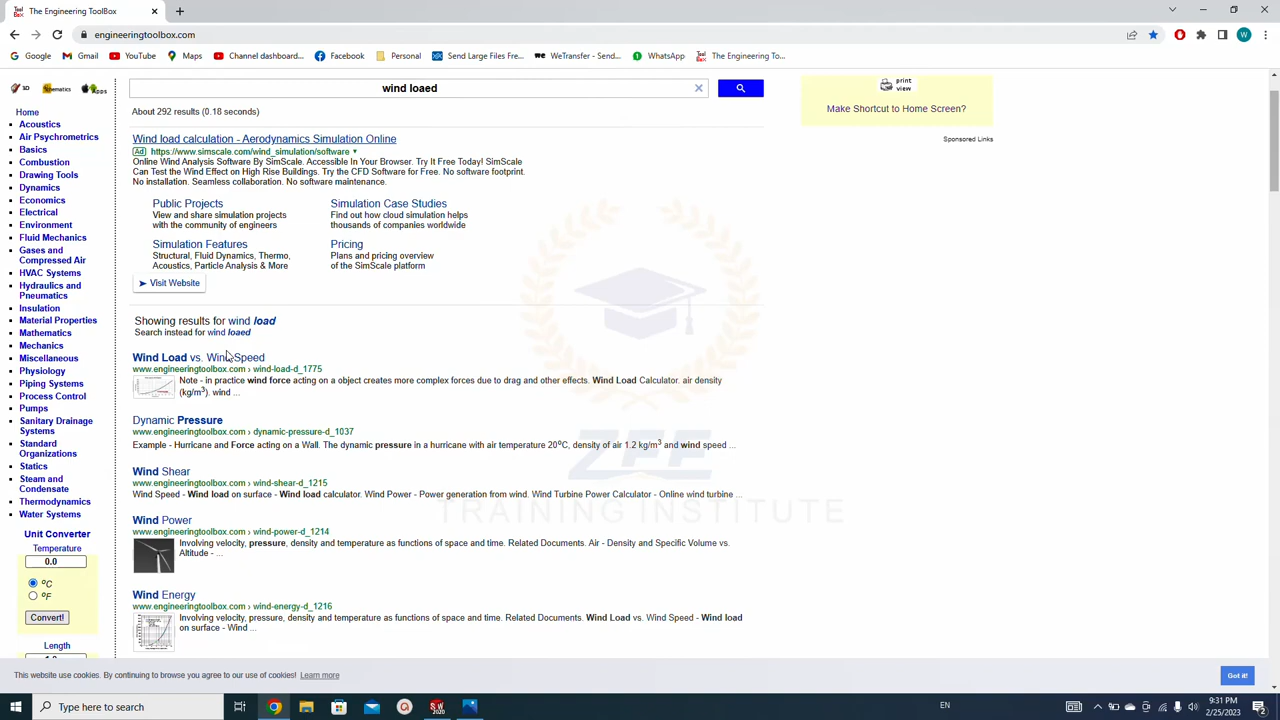 The Engineering ToolBox
engineeringtoolbox.com
Google Gmail YouTube Maps Channel dashboard... Facebook Personal Send Large Files Fre... WeTransfer - Send... WhatsApp The Engineering To...
3D Mathematics Apps
wind loaed
print view
Make Shortcut to Home Screen?
Sponsored Links
About 292 results (0.18 seconds)
Home
Acoustics
Air Psychrometrics
Basics
Combustion
Drawing Tools
Dynamics
Economics
Electrical
Environment
Fluid Mechanics
Gases and
Compressed Air
HVAC Systems
Hydraulics and
Pneumatics
Insulation
Material Properties
Mathematics
Mechanics
Miscellaneous
Physiology
Piping Systems
Process Control
Pumps
Sanitary Drainage
Systems
Standard
Organizations
Statics
Steam and
Condensate
Thermodynamics
Water Systems
Unit Converter
Temperature
0.0
ºC
ºF
Convert!
Length
Wind load calculation - Aerodynamics Simulation Online
Ad https://www.simscale.com/wind_simulation/software
Online Wind Analysis Software By SimScale. Accessible In Your Browser. Try It Free Today! SimScale
Can Test the Wind Effect on High Rise Buildings. Try the CFD Software for Free. No software footprint.
No installation. Seamless collaboration. No software maintenance.
Public Projects
View and share simulation projects
with the community of engineers
Simulation Case Studies
Find out how cloud simulation helps
thousands of companies worldwide
Simulation Features
Structural, Fluid Dynamics, Thermo,
Acoustics, Particle Analysis & More
Pricing
Plans and pricing overview
of the SimScale platform
Visit Website
Showing results for wind load
Search instead for wind loaed
Wind Load vs. Wind Speed
www.engineeringtoolbox.com › wind-load-d_1775
Note - in practice wind force acting on a object creates more complex forces due to drag and other effects. Wind Load Calculator. air density
(kg/m³). wind ...
Dynamic Pressure
www.engineeringtoolbox.com › dynamic-pressure-d_1037
Example - Hurricane and Force acting on a Wall. The dynamic pressure in a hurricane with air temperature 20ºC, density of air 1.2 kg/m³ and wind speed ...
Wind Shear
www.engineeringtoolbox.com › wind-shear-d_1215
Wind Speed - Wind load on surface - Wind load calculator. Wind Power - Power generation from wind. Wind Turbine Power Calculator - Online wind turbine ...
Wind Power
www.engineeringtoolbox.com › wind-power-d_1214
Involving velocity, pressure, density and temperature as functions of space and time. Related Documents. Air - Density and Specific Volume vs.
Altitude - ...
Wind Energy
www.engineeringtoolbox.com › wind-energy-d_1216
Involving velocity, pressure, density and temperature as functions of space and time. Related Documents. Wind Load vs. Wind Speed - Wind load
on surface - Wind ...
ZFE
TRAINING INSTITUTE
This website use cookies. By continuing to browse you agree to our use of cookies! Learn more
Got it!
Type here to search
EN
9:31 PM
2/25/2023